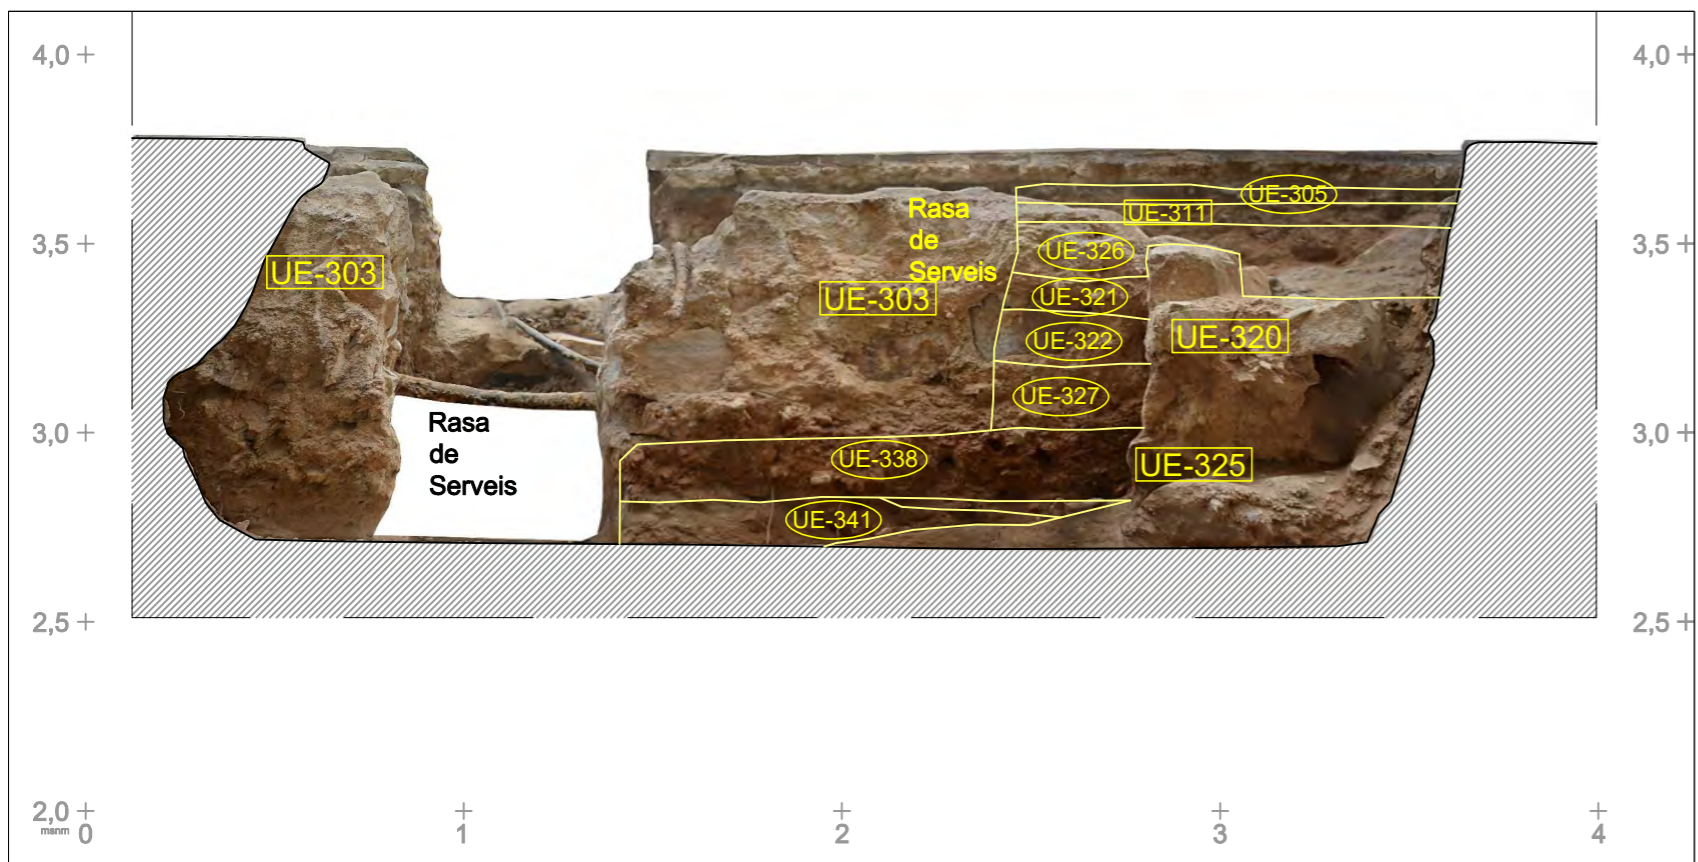 4,0
4,0
UE-305
Rasa
de
Serveis
UE-311
3,5
3,5
UE-326
UE-303
UE-321
UE-303
UE-320
UE-322
UE-327
Rasa
de
Serveis
3,0
3,0
UE-338
UE-325
UE-341
2,5
2,5
2,0
msnm 0 1 2 3 4